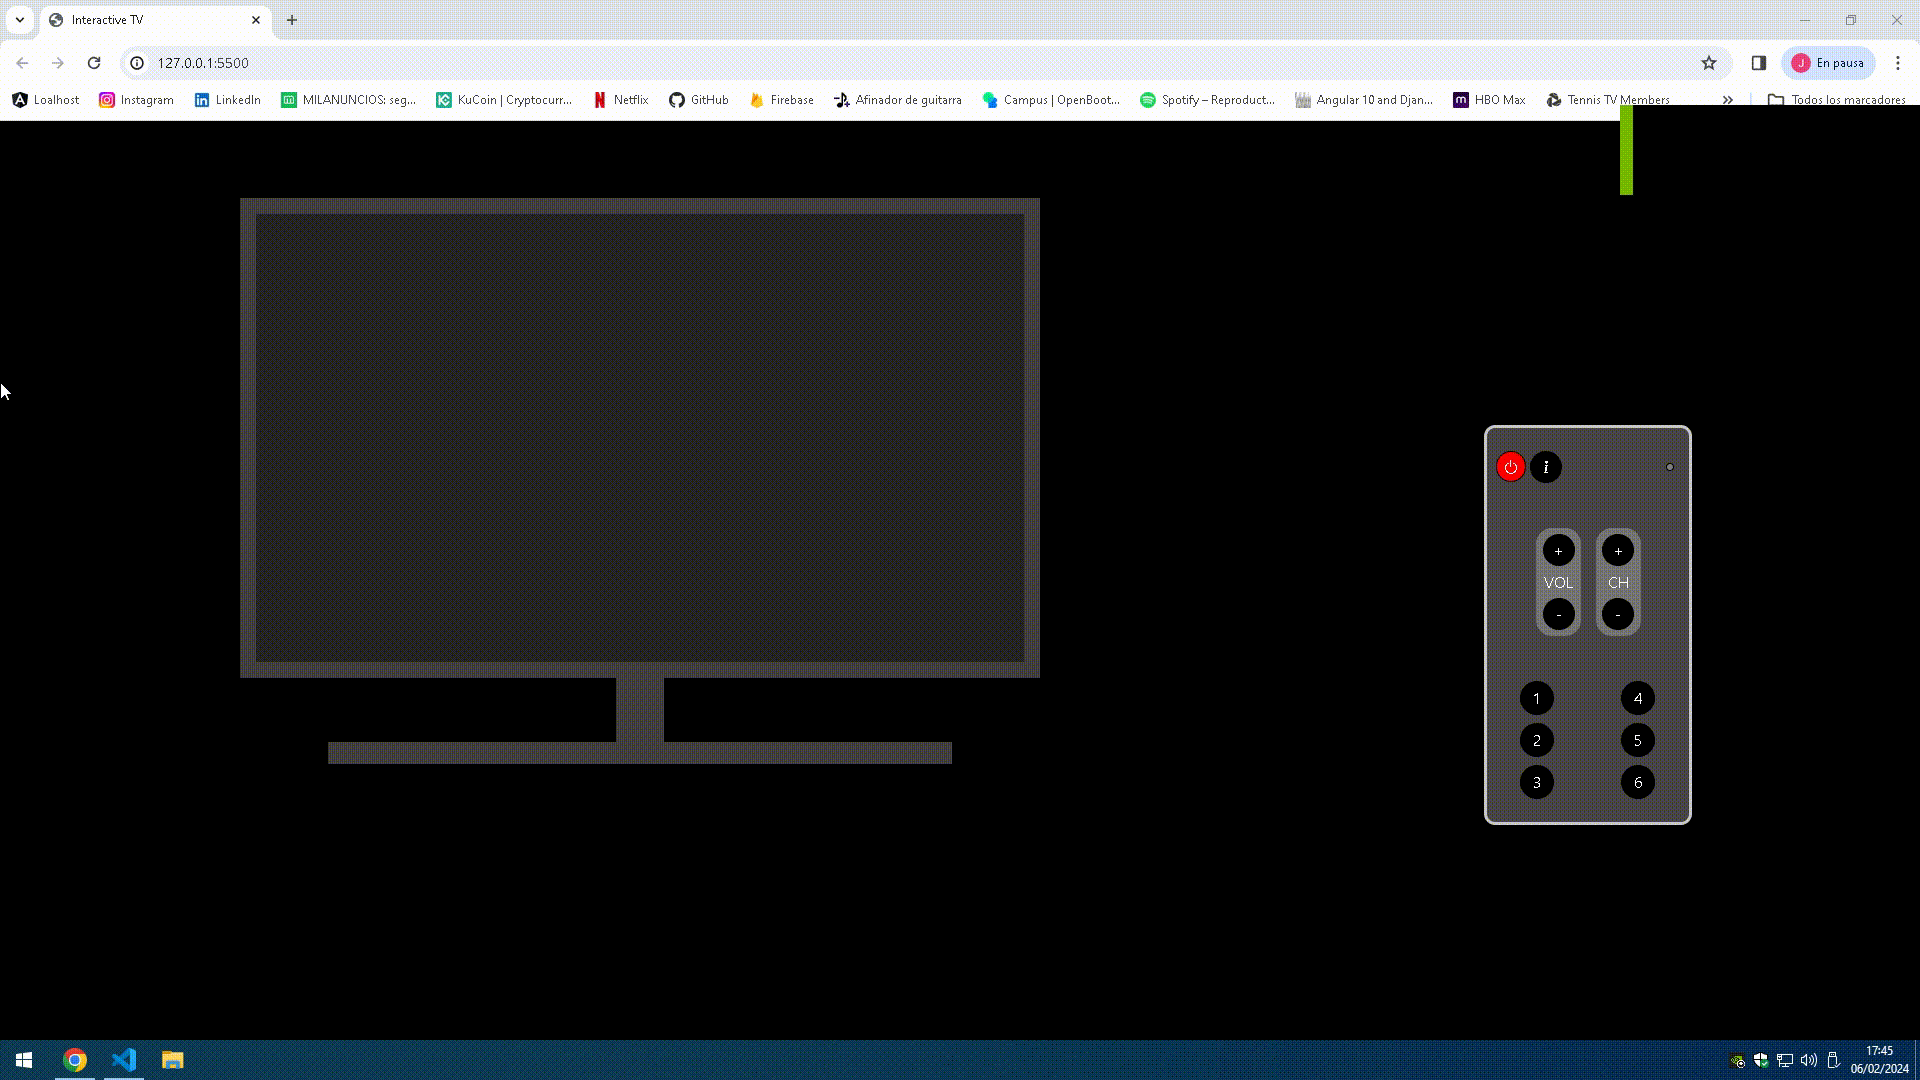 Interactive TV
127.0.0.1:5500
En pausa
Loalhost Instagram LinkedIn MILANUNCIOS: seg... KuCoin | Cryptocurr... Netflix GitHub Firebase Afinador de guitarra Campus | OpenBoot... Spotify – Reproduct... Angular 10 and Djan... HBO Max Tennis TV Members Todos los marcadores
i
+ +
VOL CH
- -
1 4
2 5
3 6
17:45
06/02/2024